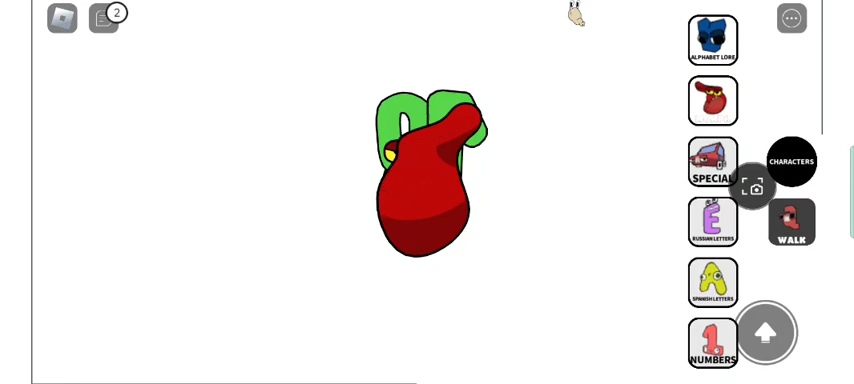 2
ALPHABET LORE
SPECIAL
CHARACTERS
RUSSIAN LETTERS
WALK
SPANISH LETTERS
NUMBERS